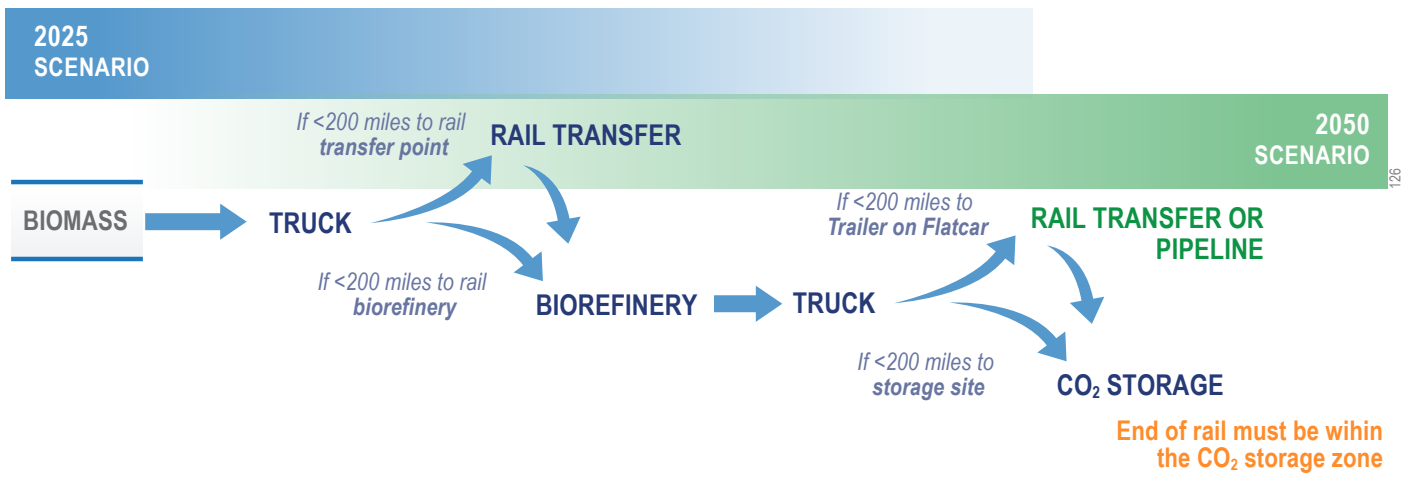 2025
SCENARIO
2050
SCENARIO
126
If <200 miles to rail
transfer point
RAIL TRANSFER
BIOMASS
TRUCK
If <200 miles to rail
biorefinery
BIOREFINERY
TRUCK
If <200 miles to
Trailer on Flatcar
RAIL TRANSFER OR
PIPELINE
If <200 miles to
storage site
CO₂ STORAGE
End of rail must be wihin
the CO₂ storage zone